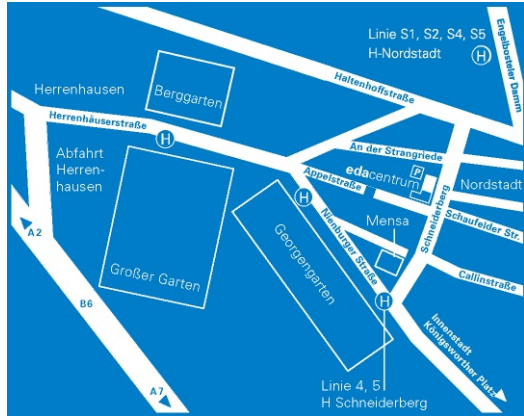 Linie S1, S2, S4, S5
H-Nordstadt H
Engelbosteler Damm
Haltenhoffstraße
Herrenhausen
Berggarten
Herrenhäuserstraße
H
An der Strangriede
Abfahrt
Herren-
hausen
edacentrum
P
Appelstraße
Nordstadt
H
Schneiderberg
Schaufelder Str.
Mensa
Nienburger Straße
Georgengarten
A2
Großer Garten
Callinstraße
B6
H
Innenstadt
Königsworther Platz
Linie 4, 5
H Schneiderberg
A7